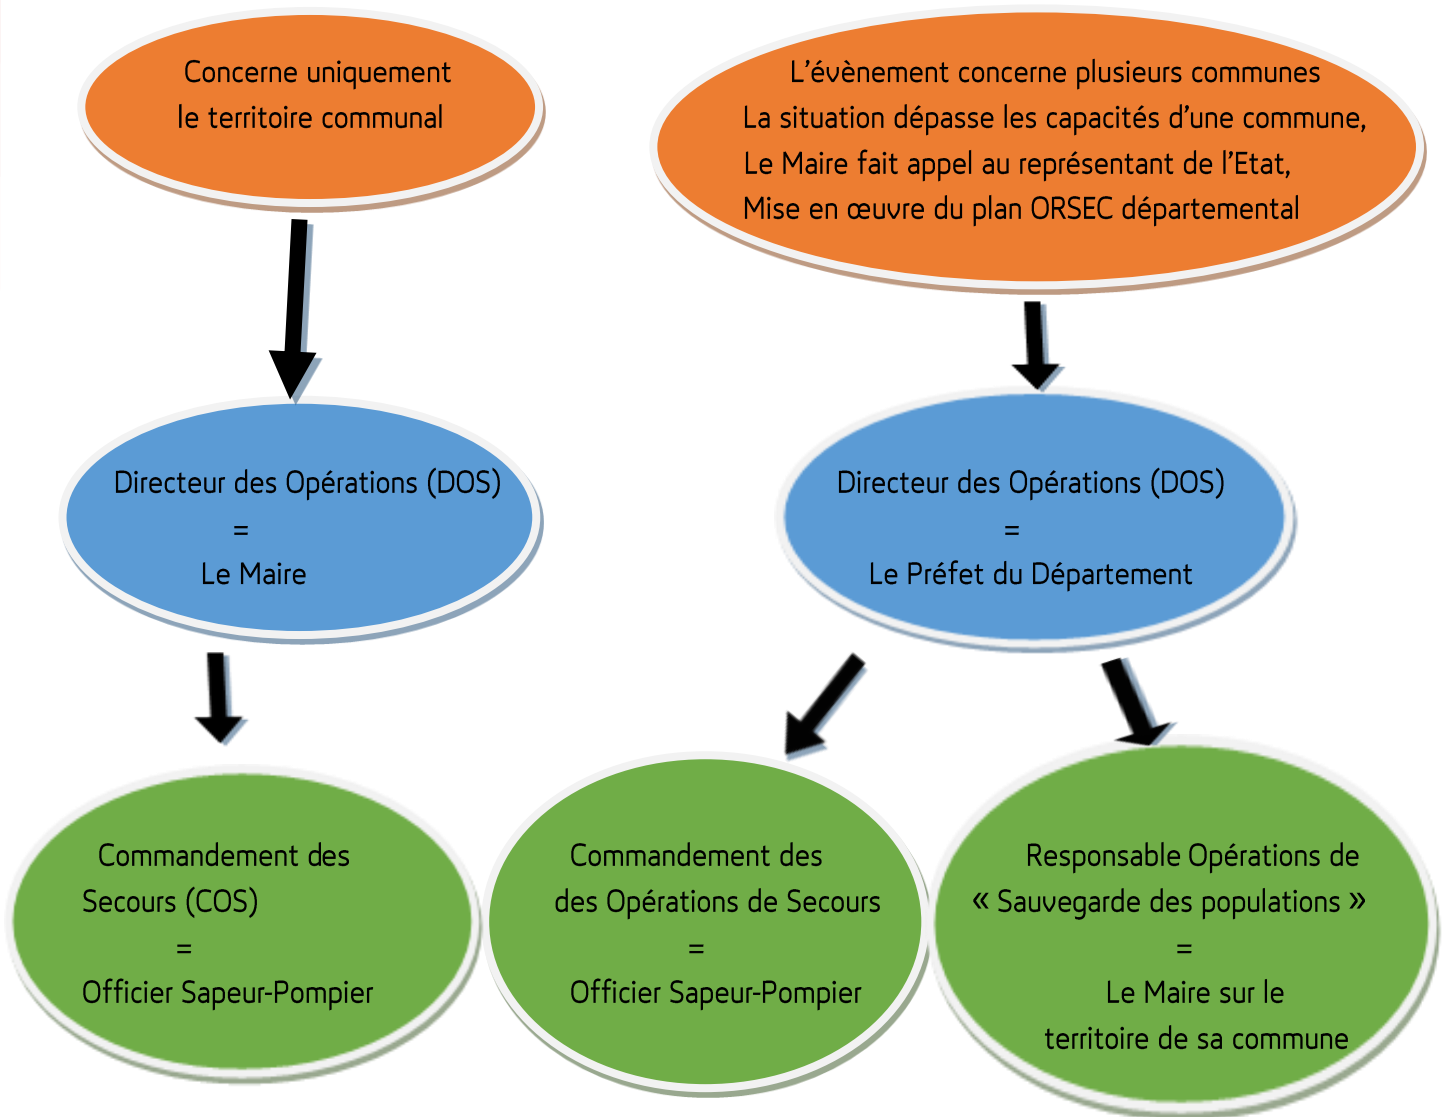 Concerne uniquement
le territoire communal
L'évènement concerne plusieurs communes
La situation dépasse les capacités d'une commune,
Le Maire fait appel au représentant de l'Etat,
Mise en œuvre du plan ORSEC départemental
Directeur des Opérations (DOS)
=
Le Maire
Directeur des Opérations (DOS)
=
Le Préfet du Département
Commandement des
Secours (COS)
=
Officier Sapeur-Pompier
Commandement des
des Opérations de Secours
=
Officier Sapeur-Pompier
Responsable Opérations de
« Sauvegarde des populations »
=
Le Maire sur le
territoire de sa commune